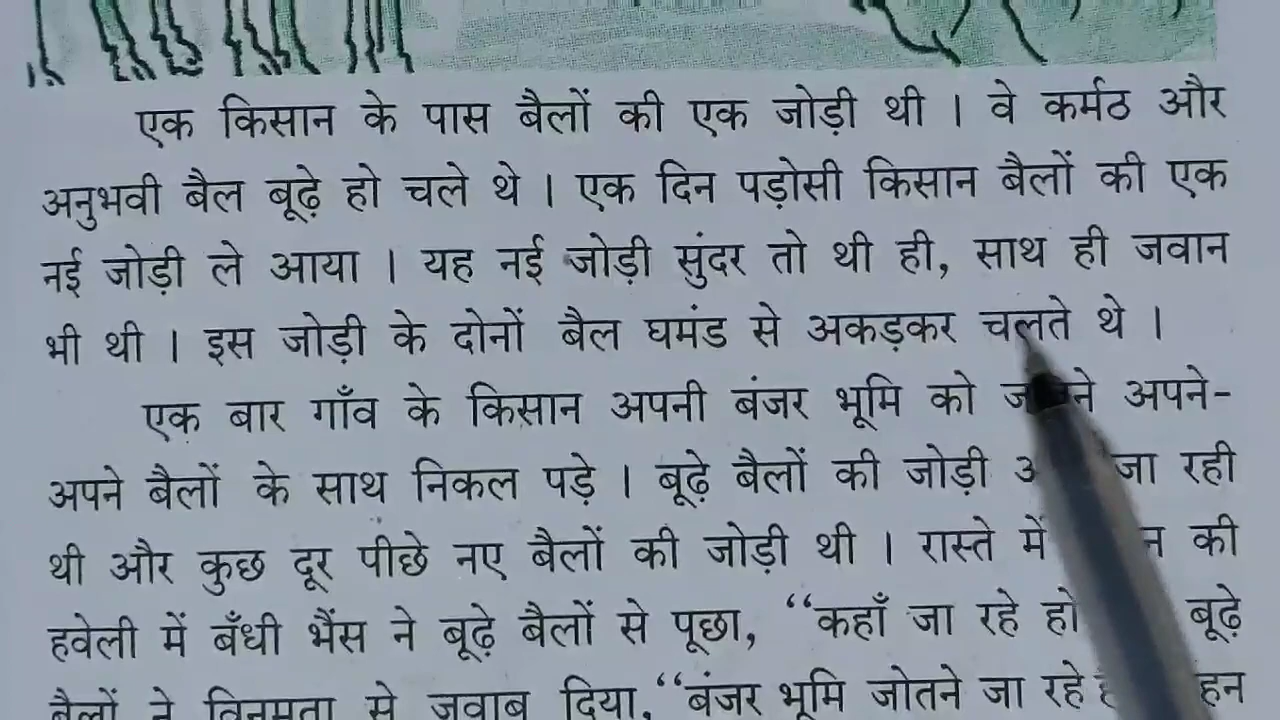 एक किसान के पास बैलों की एक जोड़ी थी । वे कर्मठ और
अनुभवी बैल बूढ़े हो चले थे । एक दिन पड़ोसी किसान बैलों की एक
नई जोड़ी ले आया । यह नई जोड़ी सुंदर तो थी ही, साथ ही जवान
भी थी । इस जोड़ी के दोनों बैल घमंड से अकड़कर चलते थे ।
एक बार गाँव के किसान अपनी बंजर भूमि को अपने-
अपने बैलों के साथ निकल पड़े । बूढ़े बैलों की जोड़ी जा रही
थी और कुछ दूर पीछे नए बैलों की जोड़ी थी । रास्ते में की
हवेली में बँधी भैंस ने बूढ़े बैलों से पूछा, “कहाँ जा रहे हो बूढ़े
बैलों ने विनम्रता से जवाब दिया, “बंजर भूमि जोतने जा रहे